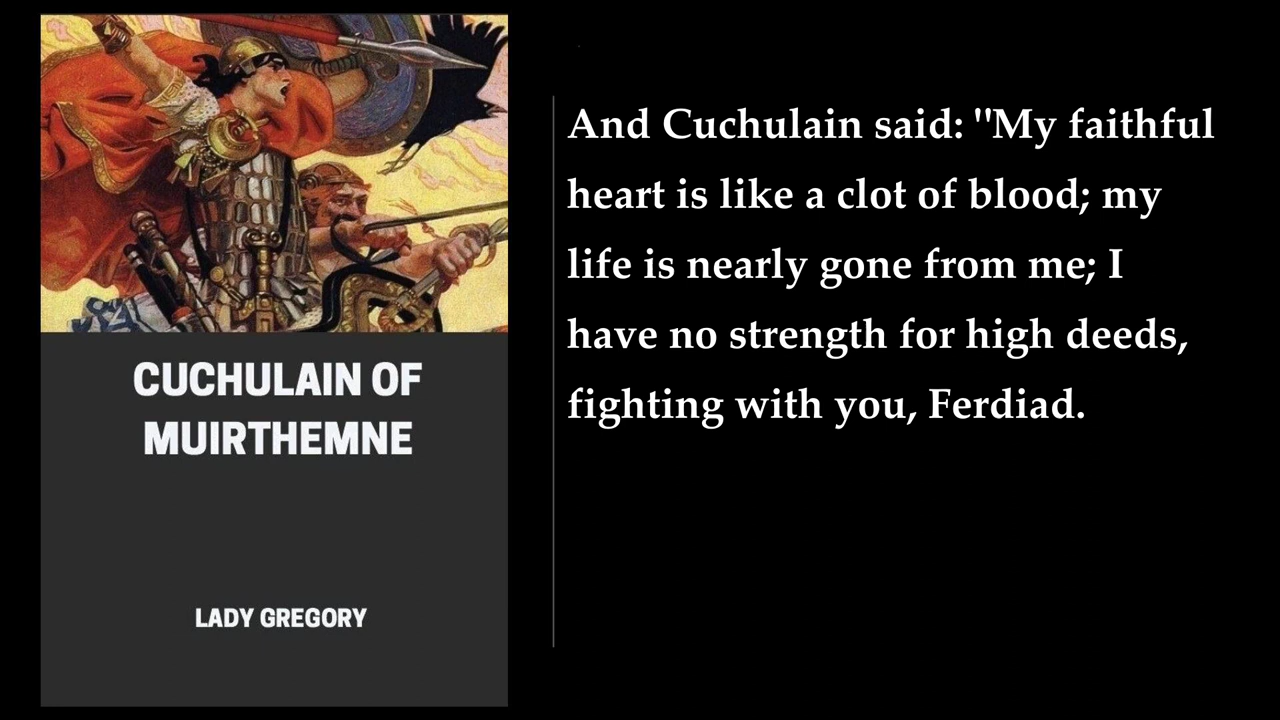 CUCHULAIN OF
MUIRTHEMNE
LADY GREGORY
And Cuchulain said: "My faithful
heart is like a clot of blood; my
life is nearly gone from me; I
have no strength for high deeds,
fighting with you, Ferdiad.